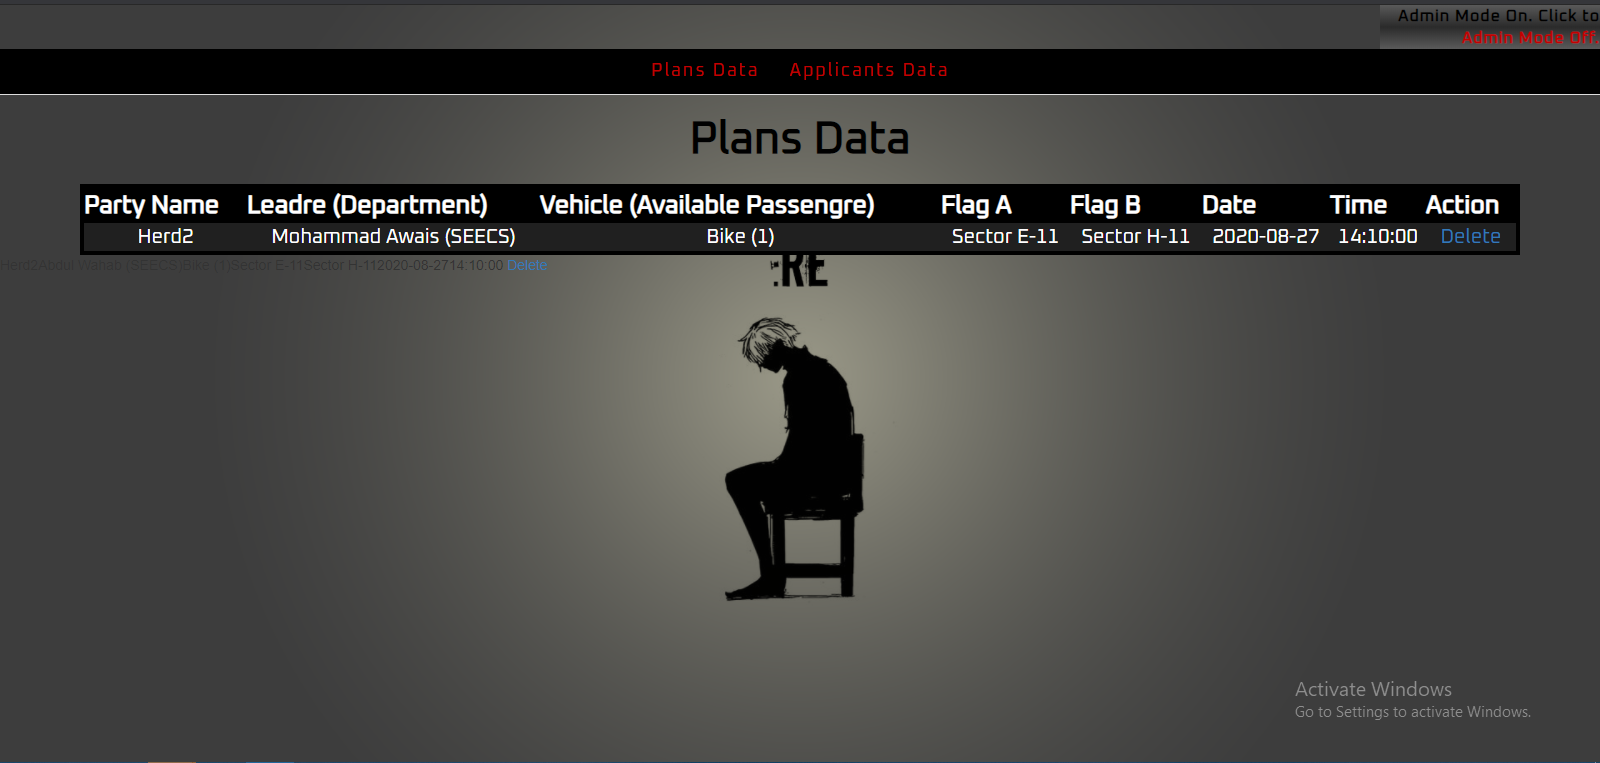 Admin Mode On. Click to
Admin Mode Off.
Plans Data Applicants Data
Plans Data
Party Name Leadre (Department) Vehicle (Available Passengre) Flag A Flag B Date Time Action
Herd2 Mohammad Awais (SEECS) Bike (1) Sector E-11 Sector H-11 2020-08-27 14:10:00 Delete
Herd2Abdul Wahab (SEECS)Bike (1)Sector E-11Sector H-112020-08-2714:10:00 Delete
:RE
Activate Windows
Go to Settings to activate Windows.